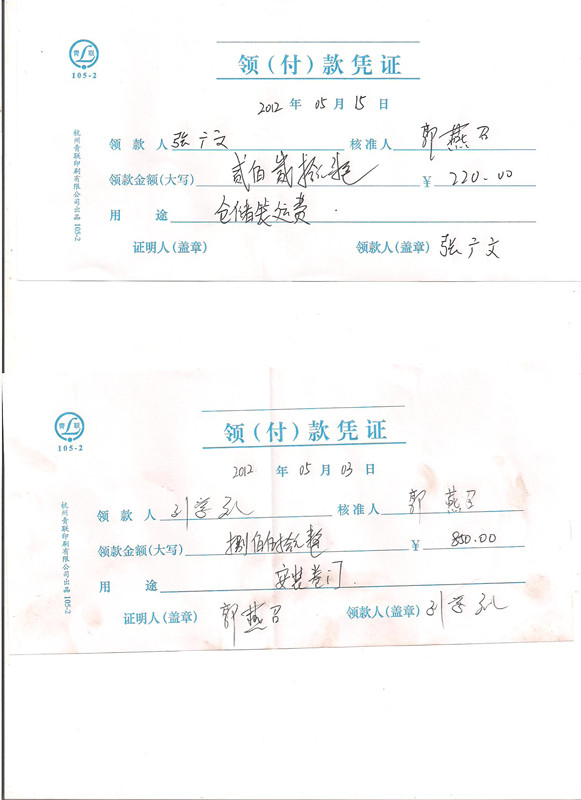 青 联
105-2
领(付)款凭证
2012 年 05 月 15 日
领 款 人 张广文 核准人 郭燕召
领款金额(大写) 贰佰贰拾元整 ¥ 220.00
用 途 仓储装运费
证明人(盖章) 领款人(盖章) 张广文
杭州青联印刷有限公司出品 105-2
青 联
105-2
领(付)款凭证
2012 年 05 月 03 日
领 款 人 刘学 核准人 郭燕召
领款金额(大写) 捌佰伍拾元整 ¥ 850.00
用 途 安装卷门
证明人(盖章) 郭燕召 领款人(盖章) 刘学
杭州青联印刷有限公司出品 105-2